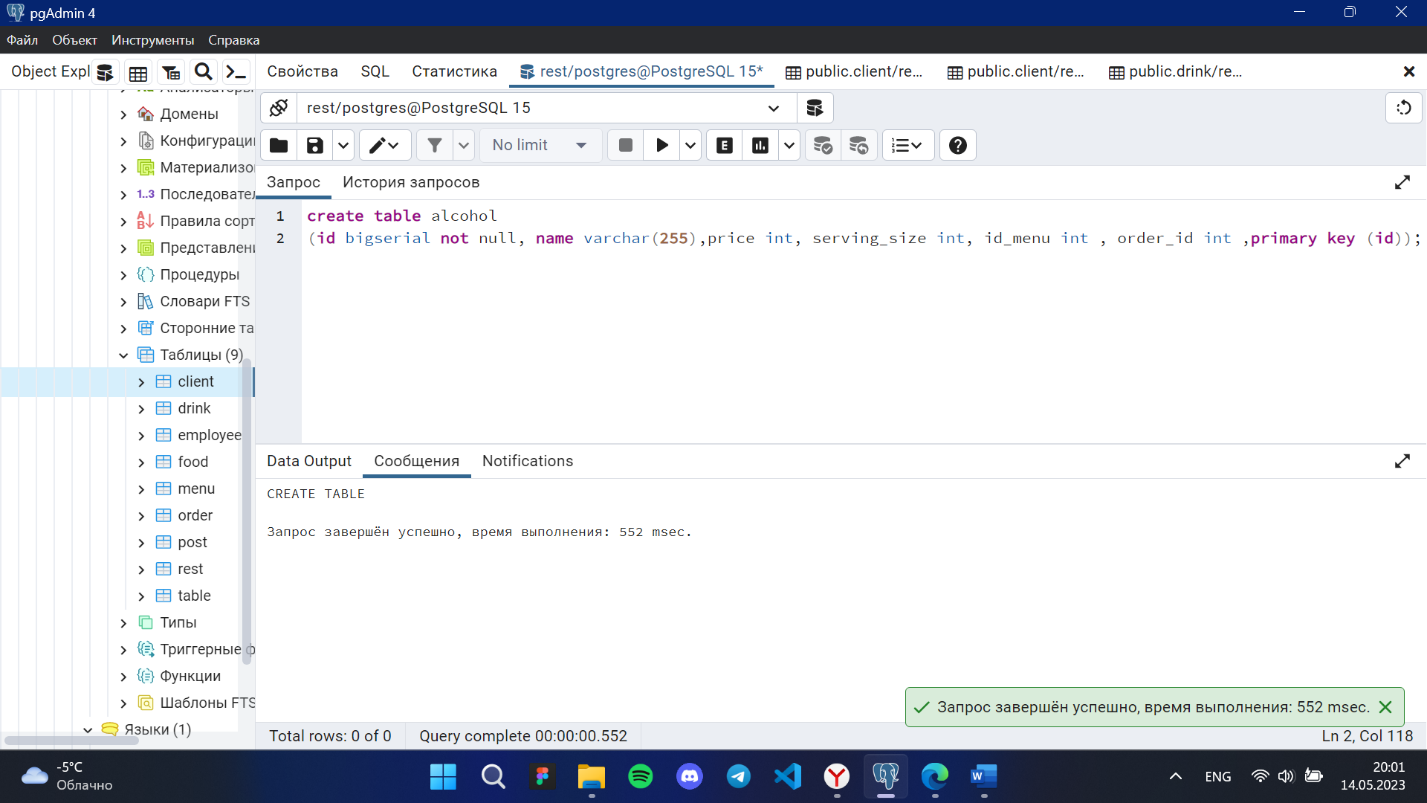 pgAdmin 4
Файл Объект Инструменты Справка
Object Expl
Свойства SQL Статистика rest/postgres@PostgreSQL 15* public.client/re... public.client/re... public.drink/re...
rest/postgres@PostgreSQL 15
No limit
E
Запрос История запросов
1 create table alcohol
2 (id bigserial not null, name varchar(255),price int, serving_size int, id_menu int , order_id int ,primary key (id));
Домены
Конфигураци
Материализо
1..3 Последовател
Правила сорт
Представлени
Процедуры
Словари FTS
Сторонние та
Таблицы (9)
client
drink
employee
food
menu
order
post
rest
table
Типы
Триггерные ф
Функции
Шаблоны FTS
Языки (1)
Data Output Сообщения Notifications
CREATE TABLE
Запрос завершён успешно, время выполнения: 552 msec.
Запрос завершён успешно, время выполнения: 552 msec.
Total rows: 0 of 0 Query complete 00:00:00.552 Ln 2, Col 118
-5°C
Облачно
ENG
20:01
14.05.2023